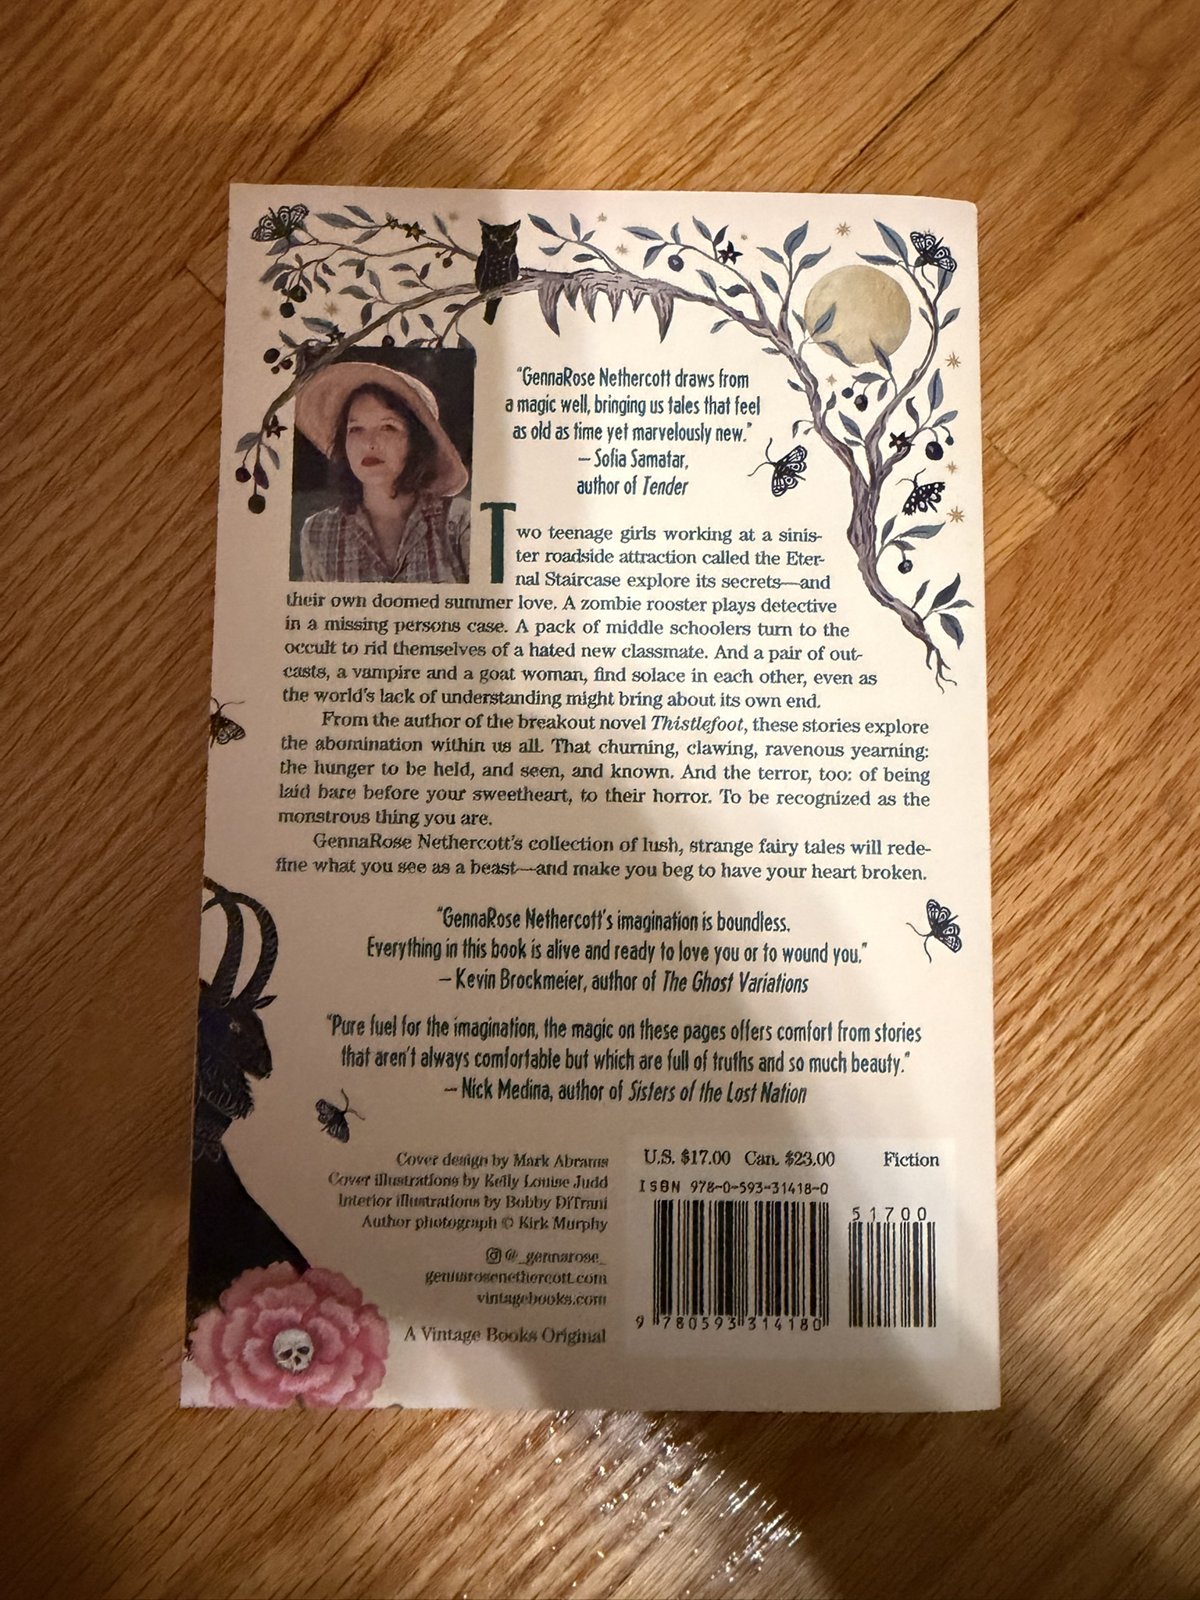 "GennaRose Nethercott draws from
a magic well, bringing us tales that feel
as old as time yet marvelously new."
— Sofia Samatar,
author of Tender
Two teenage girls working at a sinis-
ter roadside attraction called the Eter-
nal Staircase explore its secrets—and
their own doomed summer love. A zombie rooster plays detective
in a missing persons case. A pack of middle schoolers turn to the
occult to rid themselves of a hated new classmate. And a pair of out-
casts, a vampire and a goat woman, find solace in each other, even as
the world's lack of understanding might bring about its own end.
From the author of the breakout novel Thistlefoot, these stories explore
the abomination within us all. That churning, clawing, ravenous yearning:
the hunger to be held, and seen, and known. And the terror, too: of being
laid bare before your sweetheart, to their horror. To be recognized as the
monstrous thing you are.
GennaRose Nethercott's collection of lush, strange fairy tales will rede-
fine what you see as a beast—and make you beg to have your heart broken.
"GennaRose Nethercott's imagination is boundless.
Everything in this book is alive and ready to love you or to wound you."
— Kevin Brockmeier, author of The Ghost Variations
"Pure fuel for the imagination, the magic on these pages offers comfort from stories
that aren't always comfortable but which are full of truths and so much beauty."
— Nick Medina, author of Sisters of the Lost Nation
Cover design by Mark Abrams
Cover illustrations by Kelly Louise Judd
Interior illustrations by Bobby DiTrani
Author photograph © Kirk Murphy
@_gennarose_
gennarosenethercott.com
vintagebooks.com
A Vintage Books Original
U.S. $17.00 Can. $23.00 Fiction
ISBN 978-0-593-31418-0
51700
9 780593 314180